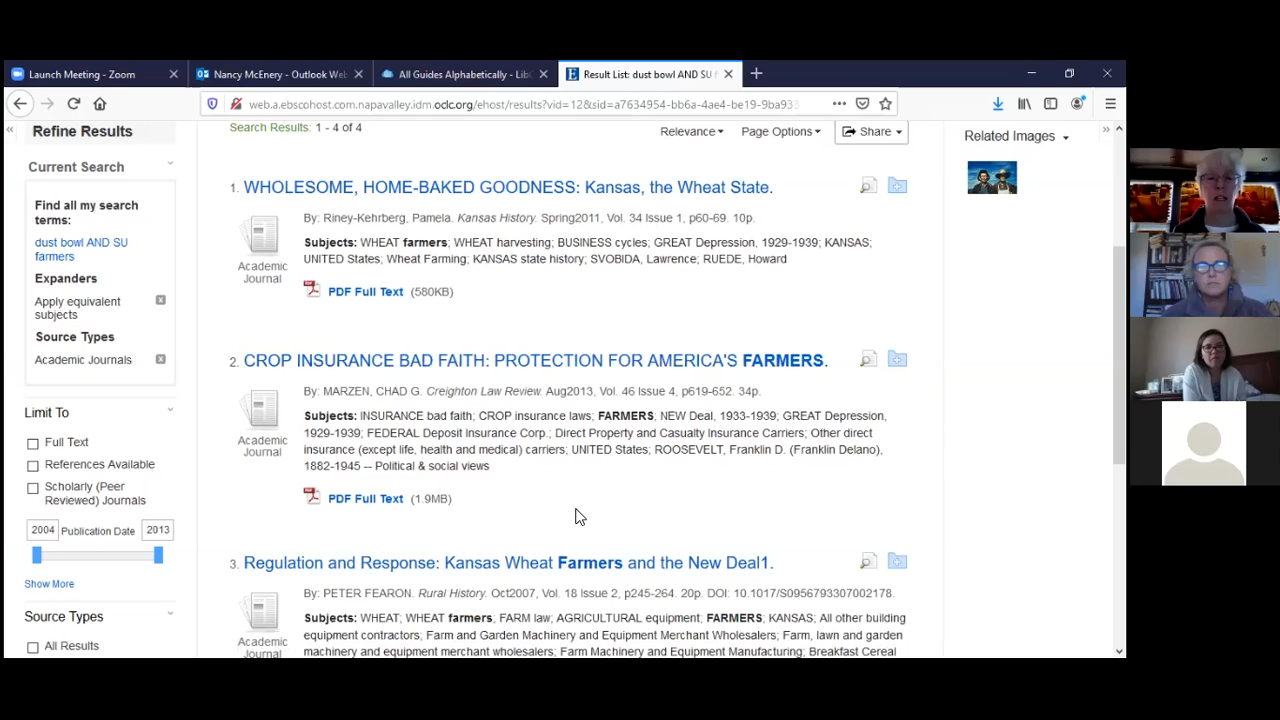 Launch Meeting - Zoom
Nancy McEnery - Outlook Web
All Guides Alphabetically - Lib
Result List: dust bowl AND SU f
web.a.ebscohost.com.napavalley.idm.oclc.org/ehost/results?vid=12&sid=a7634954-bb6a-4ae4-be19-9ba933
Refine Results
Current Search
Find all my search
terms:
dust bowl AND SU
farmers
Expanders
Apply equivalent
subjects
Source Types
Academic Journals
Limit To
Full Text
References Available
Scholarly (Peer
Reviewed) Journals
2004 Publication Date 2013
Show More
Source Types
All Results
Search Results: 1 - 4 of 4
Relevance Page Options Share
1. WHOLESOME, HOME-BAKED GOODNESS: Kansas, the Wheat State.
By: Riney-Kehrberg, Pamela. Kansas History. Spring2011, Vol. 34 Issue 1, p60-69. 10p.
Subjects: WHEAT farmers; WHEAT harvesting; BUSINESS cycles; GREAT Depression, 1929-1939; KANSAS;
UNITED States; Wheat Farming; KANSAS state history; SVOBIDA, Lawrence; RUEDE, Howard
Academic
Journal
PDF Full Text (580KB)
2. CROP INSURANCE BAD FAITH: PROTECTION FOR AMERICA'S FARMERS.
By: MARZEN, CHAD G. Creighton Law Review. Aug2013, Vol. 46 Issue 4, p619-652. 34p.
Subjects: INSURANCE bad faith; CROP insurance laws; FARMERS; NEW Deal, 1933-1939; GREAT Depression,
1929-1939; FEDERAL Deposit Insurance Corp.; Direct Property and Casualty Insurance Carriers; Other direct
insurance (except life, health and medical) carriers; UNITED States; ROOSEVELT, Franklin D. (Franklin Delano),
1882-1945 -- Political & social views
Academic
Journal
PDF Full Text (1.9MB)
3. Regulation and Response: Kansas Wheat Farmers and the New Deal1.
By: PETER FEARON. Rural History. Oct2007, Vol. 18 Issue 2, p245-264. 20p. DOI: 10.1017/S0956793307002178.
Subjects: WHEAT; WHEAT farmers; FARM law; AGRICULTURAL equipment; FARMERS; KANSAS; All other building
equipment contractors; Farm and Garden Machinery and Equipment Merchant Wholesalers; Farm, lawn and garden
machinery and equipment merchant wholesalers; Farm Machinery and Equipment Manufacturing; Breakfast Cereal
Academic
Journal
Related Images